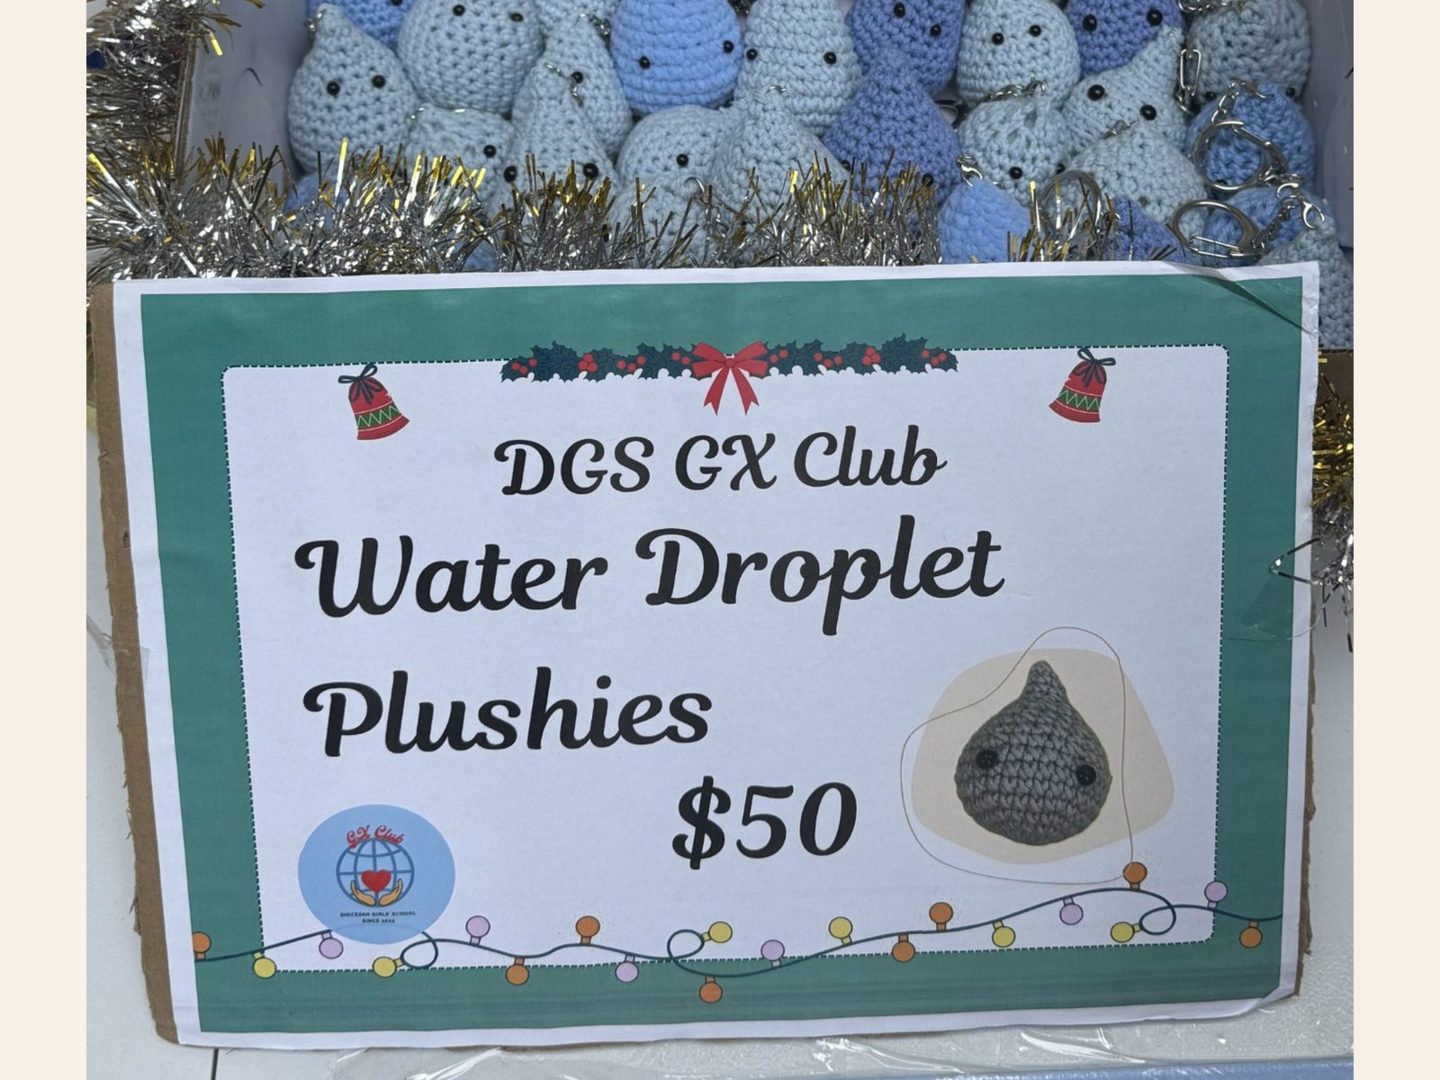 DGS GX Club
Water Droplet
Plushies
$50
GX Club
DIOCESAN GIRLS' SCHOOL